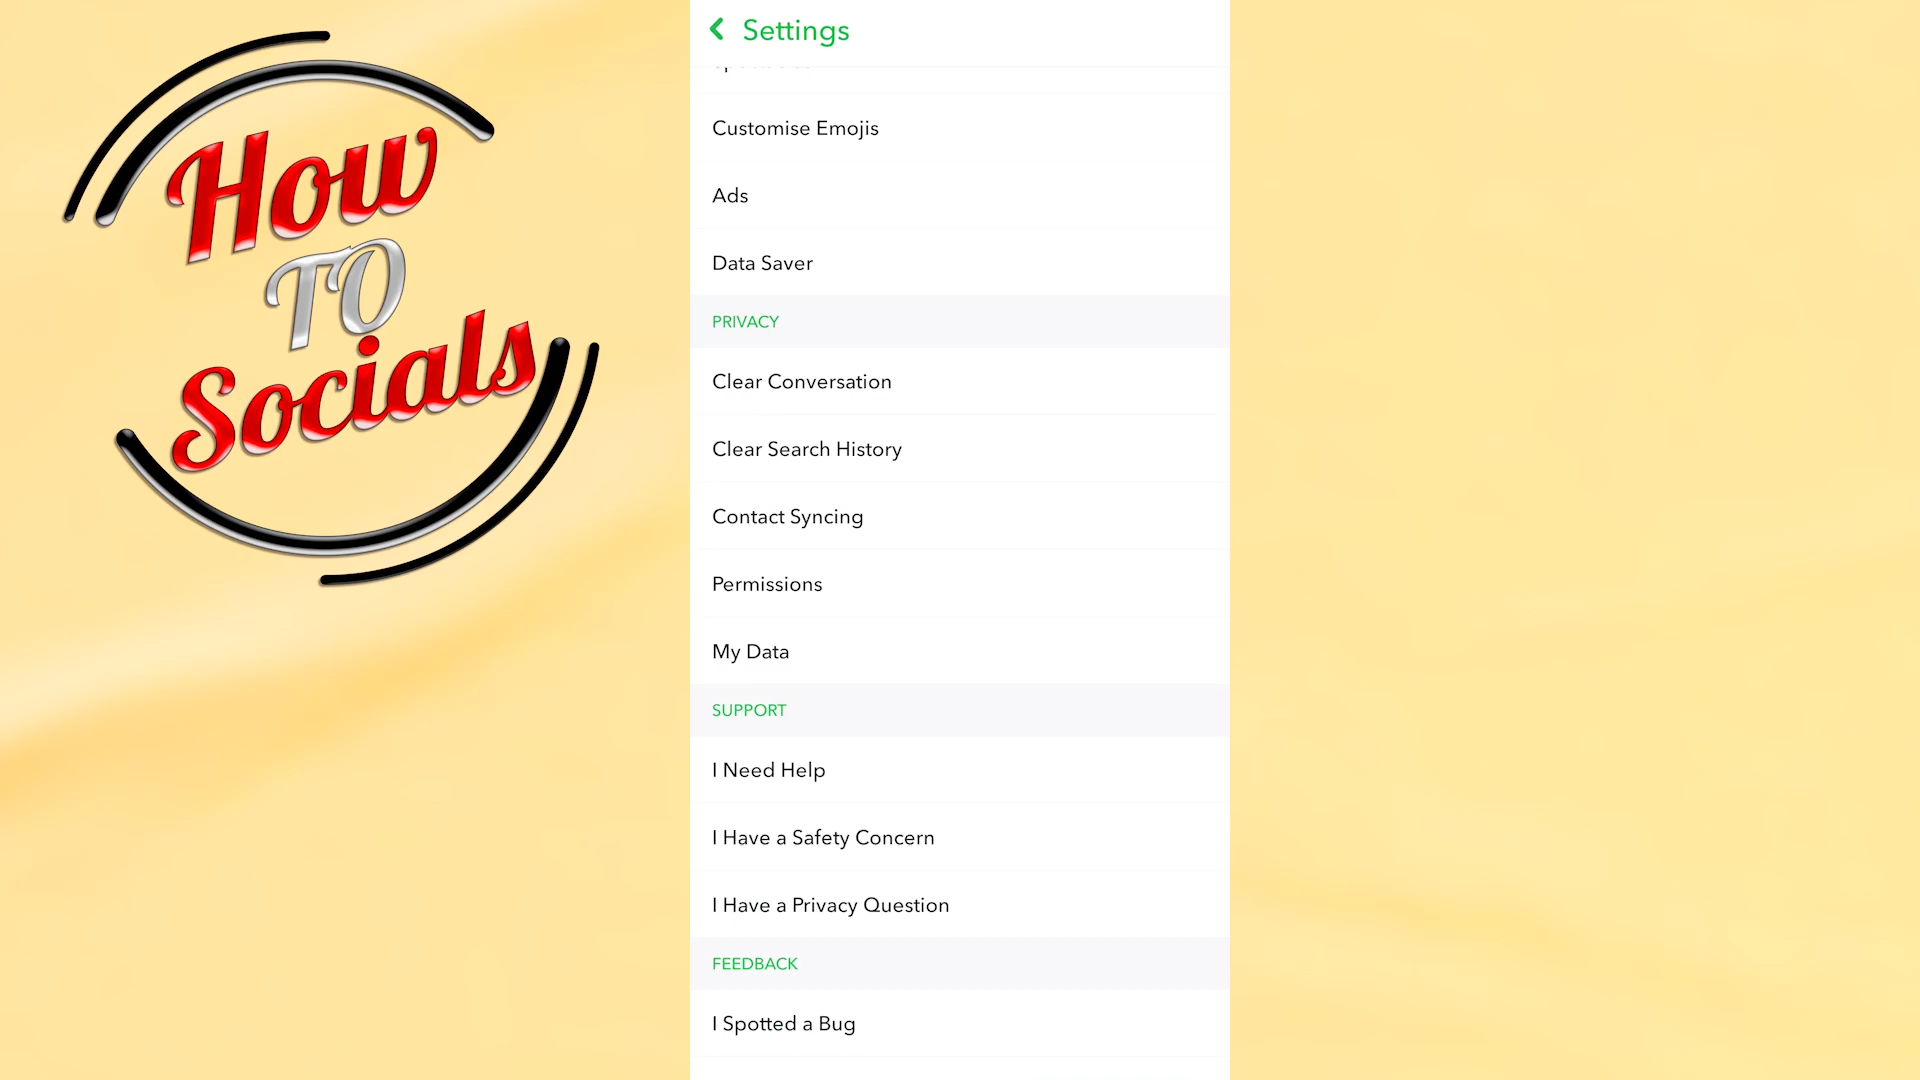 How
TO
Socials
Settings
Customise Emojis
Ads
Data Saver
PRIVACY
Clear Conversation
Clear Search History
Contact Syncing
Permissions
My Data
SUPPORT
I Need Help
I Have a Safety Concern
I Have a Privacy Question
FEEDBACK
I Spotted a Bug